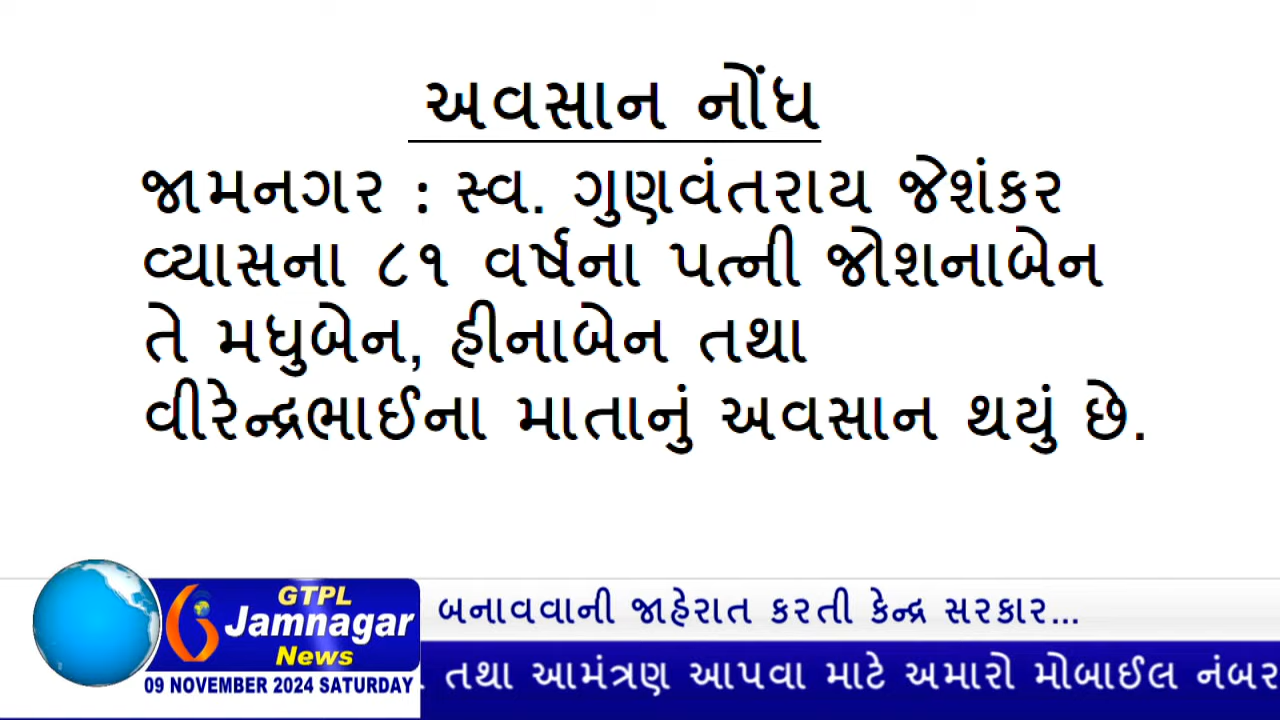 અવસાન નોંધ
જામનગર : સ્વ. ગુણવંતરાય જેશંકર
વ્યાસના ૮૧ વર્ષના પત્ની જોશનાબેન
તે મધુબેન, હીનાબેન તથા
વીરેન્દ્રભાઈના માતાનું અવસાન થયું છે.
GTPL
Jamnagar
News
09 NOVEMBER 2024 SATURDAY
બનાવવાની જાહેરાત કરતી કેન્દ્ર સરકાર...
તથા આમંત્રણ આપવા માટે અમારો મોબાઈલ નંબર